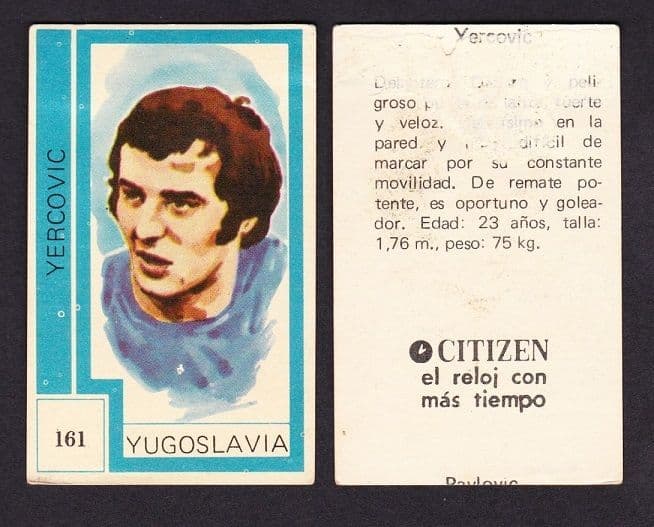 YERCOVIC
161
YUGOSLAVIA
Yercovic
y peli
groso fuerte
y veloz. en la
pared y difícil de
marcar por su constante
movilidad. De remate po-
tente, es oportuno y golea-
dor. Edad: 23 años, talla:
1,76 m., peso: 75 kg.
CITIZEN
el reloj con
más tiempo
Pavlovic